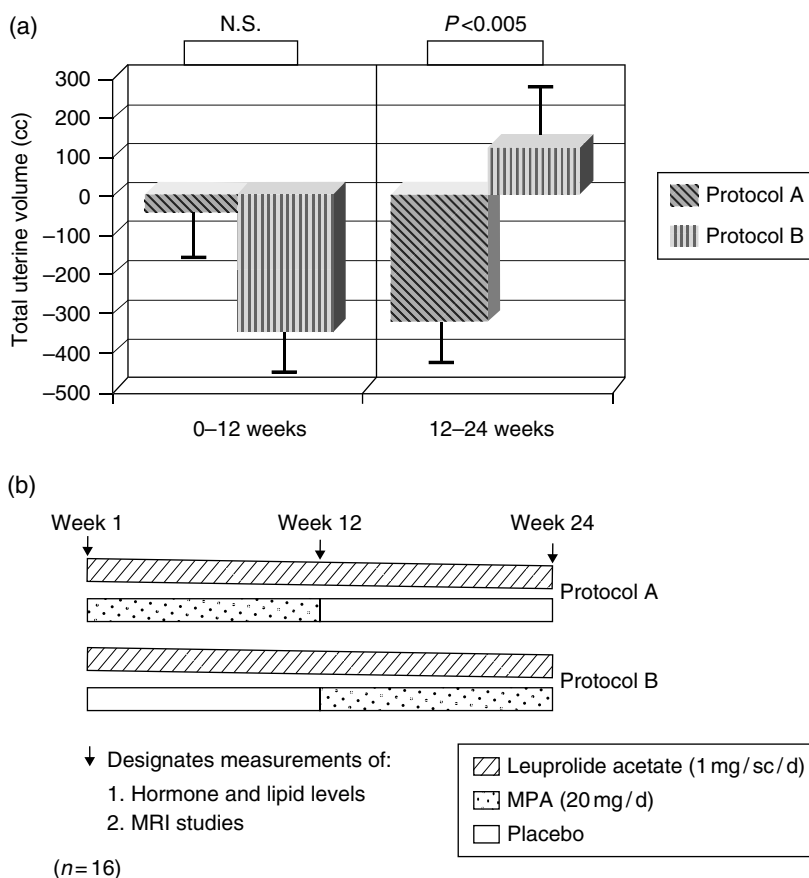 (a)
N.S.
P<0.005
Total uterine volume (cc)
300
200
100
0
–100
–200
–300
–400
–500
0–12 weeks
12–24 weeks
Protocol A
Protocol B
(b)
Week 1
Week 12
Week 24
Protocol A
Protocol B
Designates measurements of:
1. Hormone and lipid levels
2. MRI studies
(n=16)
Leuprolide acetate (1 mg/sc/d)
MPA (20 mg/d)
Placebo